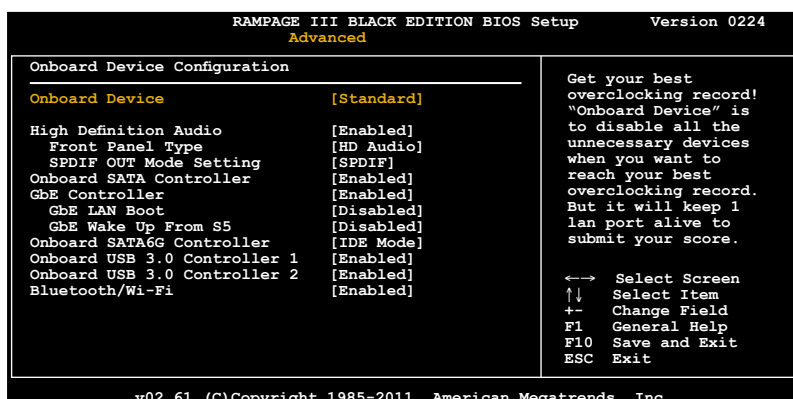 RAMPAGE III BLACK EDITION BIOS Setup Version 0224
Advanced
Onboard Device Configuration
Onboard Device [Standard]
High Definition Audio [Enabled]
Front Panel Type [HD Audio]
SPDIF OUT Mode Setting [SPDIF]
Onboard SATA Controller [Enabled]
GbE Controller [Enabled]
GbE LAN Boot [Disabled]
GbE Wake Up From S5 [Disabled]
Onboard SATA6G Controller [IDE Mode]
Onboard USB 3.0 Controller 1 [Enabled]
Onboard USB 3.0 Controller 2 [Enabled]
Bluetooth/Wi-Fi [Enabled]
Get your best
overclocking record!
“Onboard Device” is
to disable all the
unnecessary devices
when you want to
reach your best
overclocking record.
But it will keep 1
lan port alive to
submit your score.
←→ Select Screen
↑↓ Select Item
+- Change Field
F1 General Help
F10 Save and Exit
ESC Exit
v02.61 (C)Copyright 1985-2011, American Megatrends, Inc.